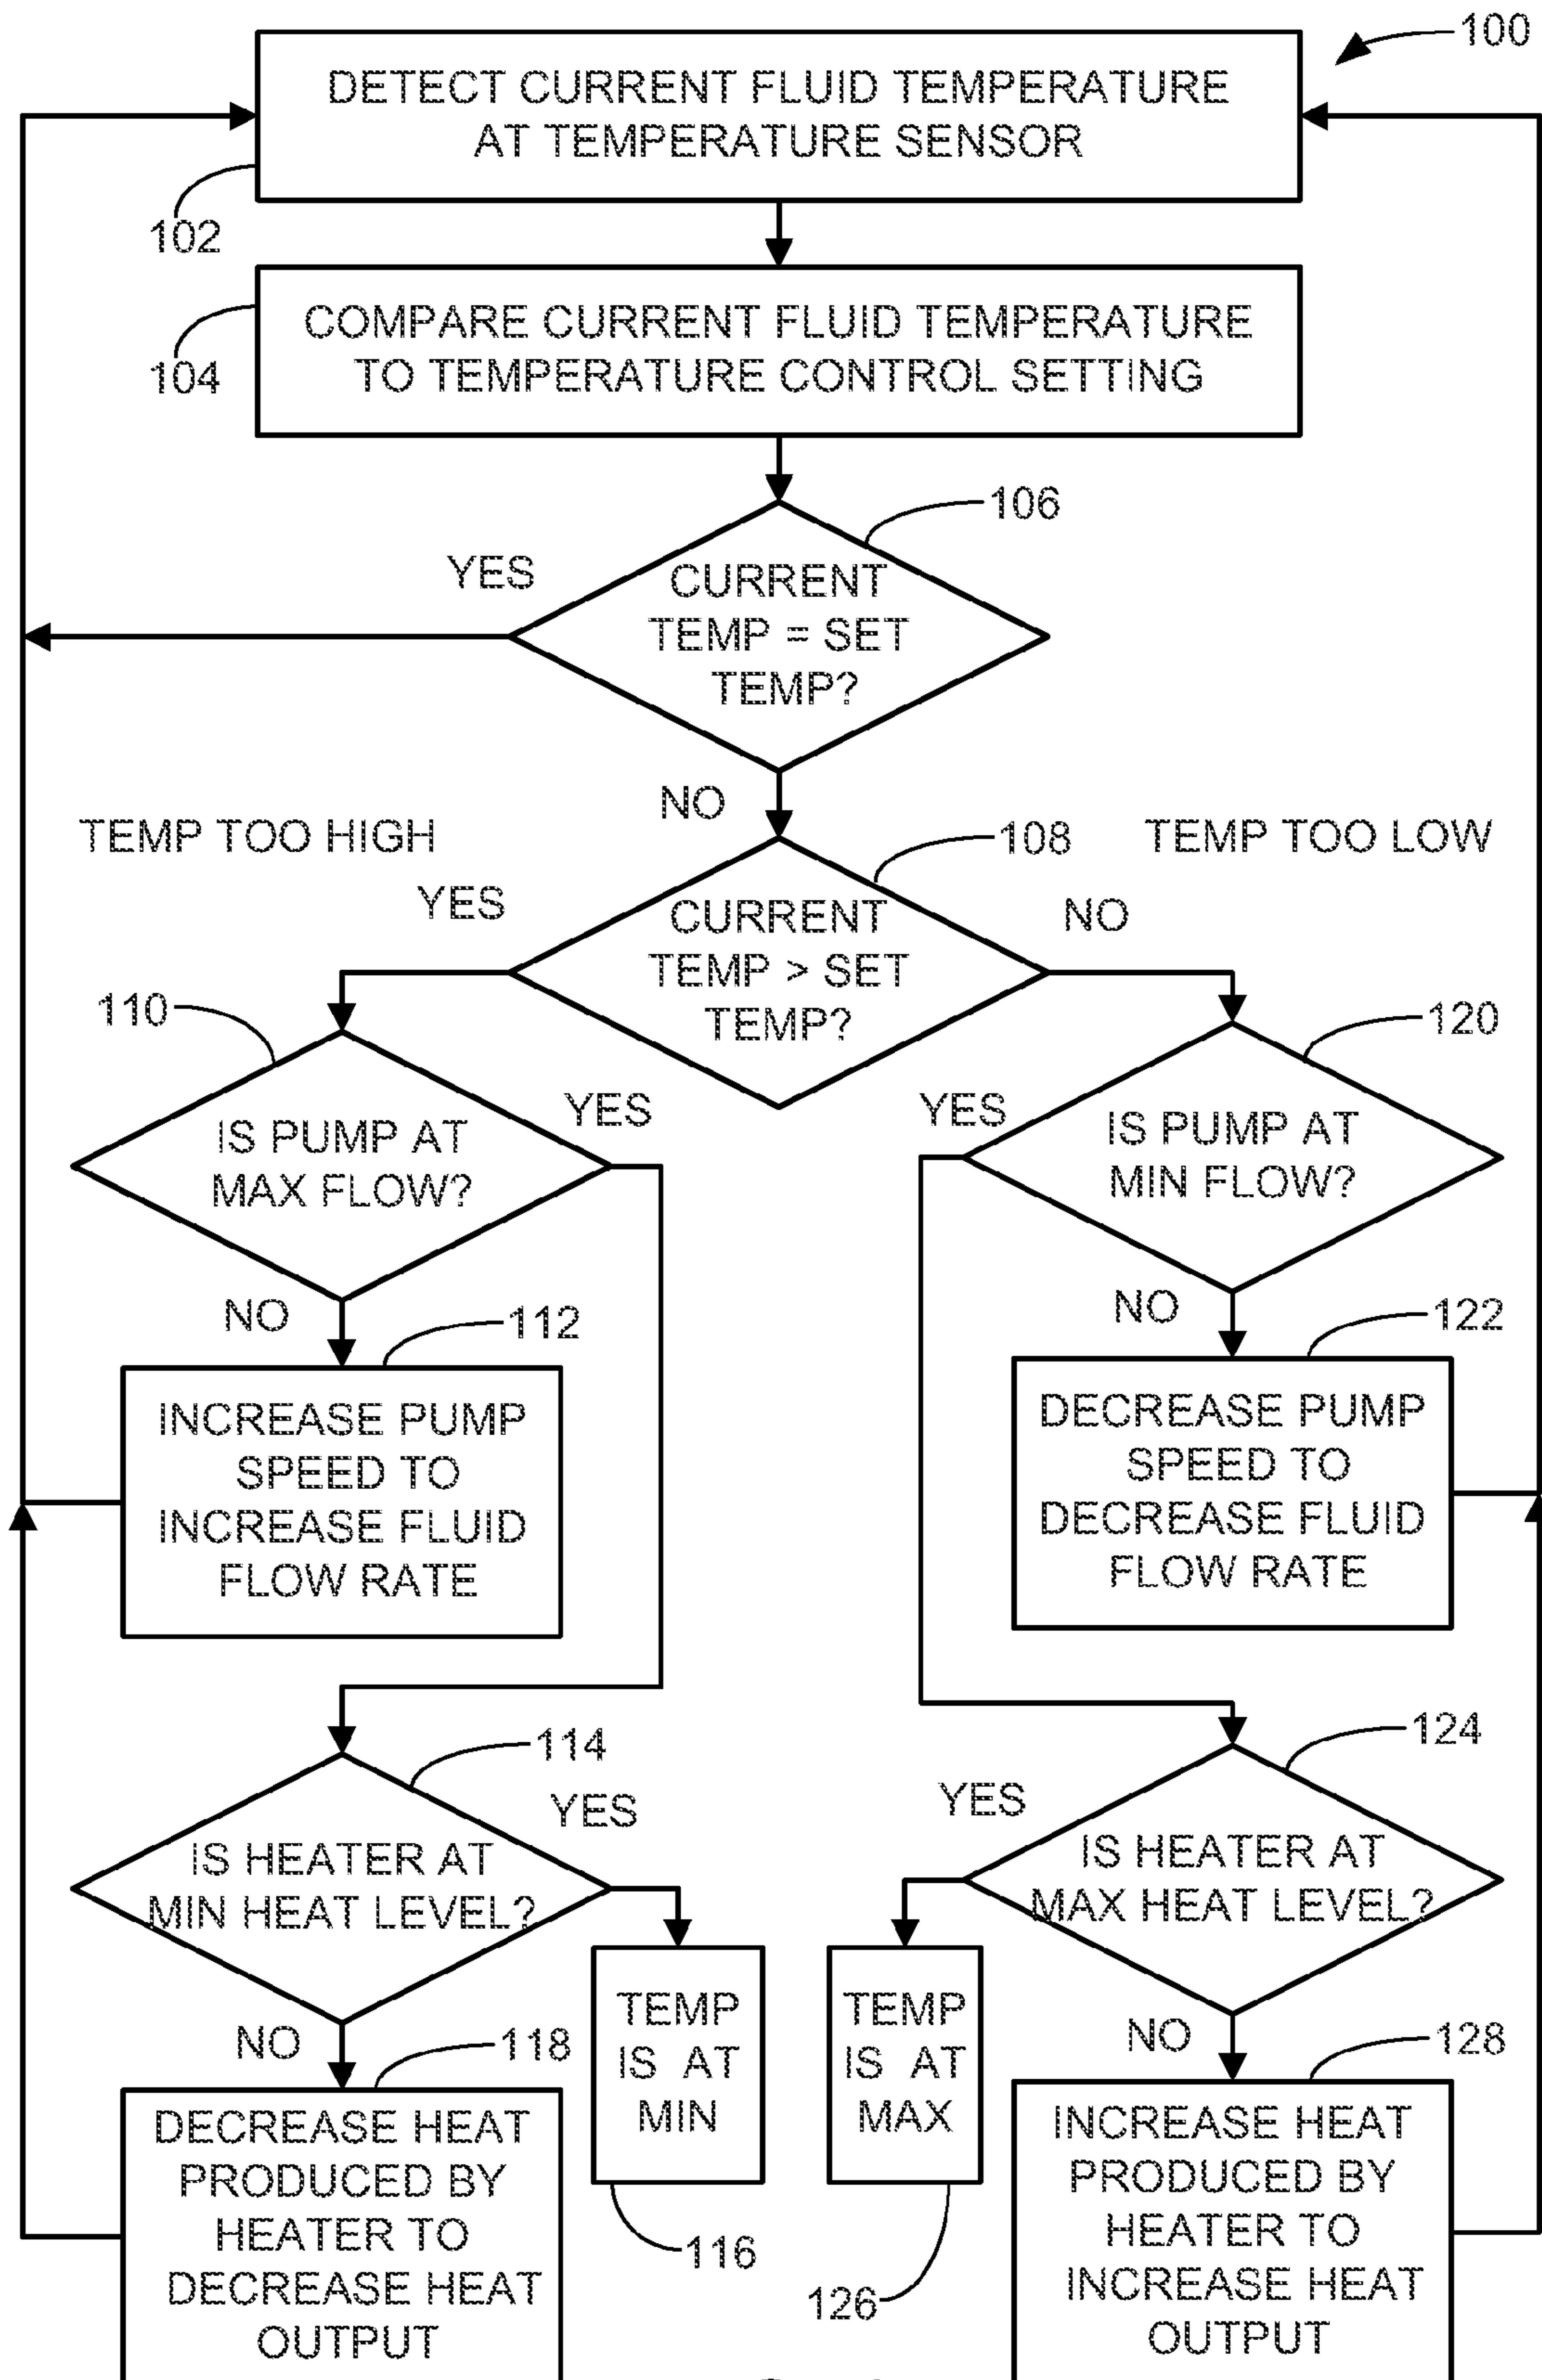 100
DETECT CURRENT FLUID TEMPERATURE
AT TEMPERATURE SENSOR
102
COMPARE CURRENT FLUID TEMPERATURE
TO TEMPERATURE CONTROL SETTING
104
106
YES
CURRENT
TEMP = SET
TEMP?
NO
TEMP TOO HIGH
108
TEMP TOO LOW
YES
CURRENT
TEMP > SET
TEMP?
NO
110
IS PUMP AT
MAX FLOW?
YES
NO
112
INCREASE PUMP
SPEED TO
INCREASE FLUID
FLOW RATE
114
YES
IS HEATER AT
MIN HEAT LEVEL?
NO
118
DECREASE HEAT
PRODUCED BY
HEATER TO
DECREASE HEAT
OUTPUT
TEMP
IS AT
MIN
116
120
YES
IS PUMP AT
MIN FLOW?
NO
122
DECREASE PUMP
SPEED TO
DECREASE FLUID
FLOW RATE
124
YES
IS HEATER AT
MAX HEAT LEVEL?
NO
128
TEMP
IS AT
MAX
126
INCREASE HEAT
PRODUCED BY
HEATER TO
INCREASE HEAT
OUTPUT